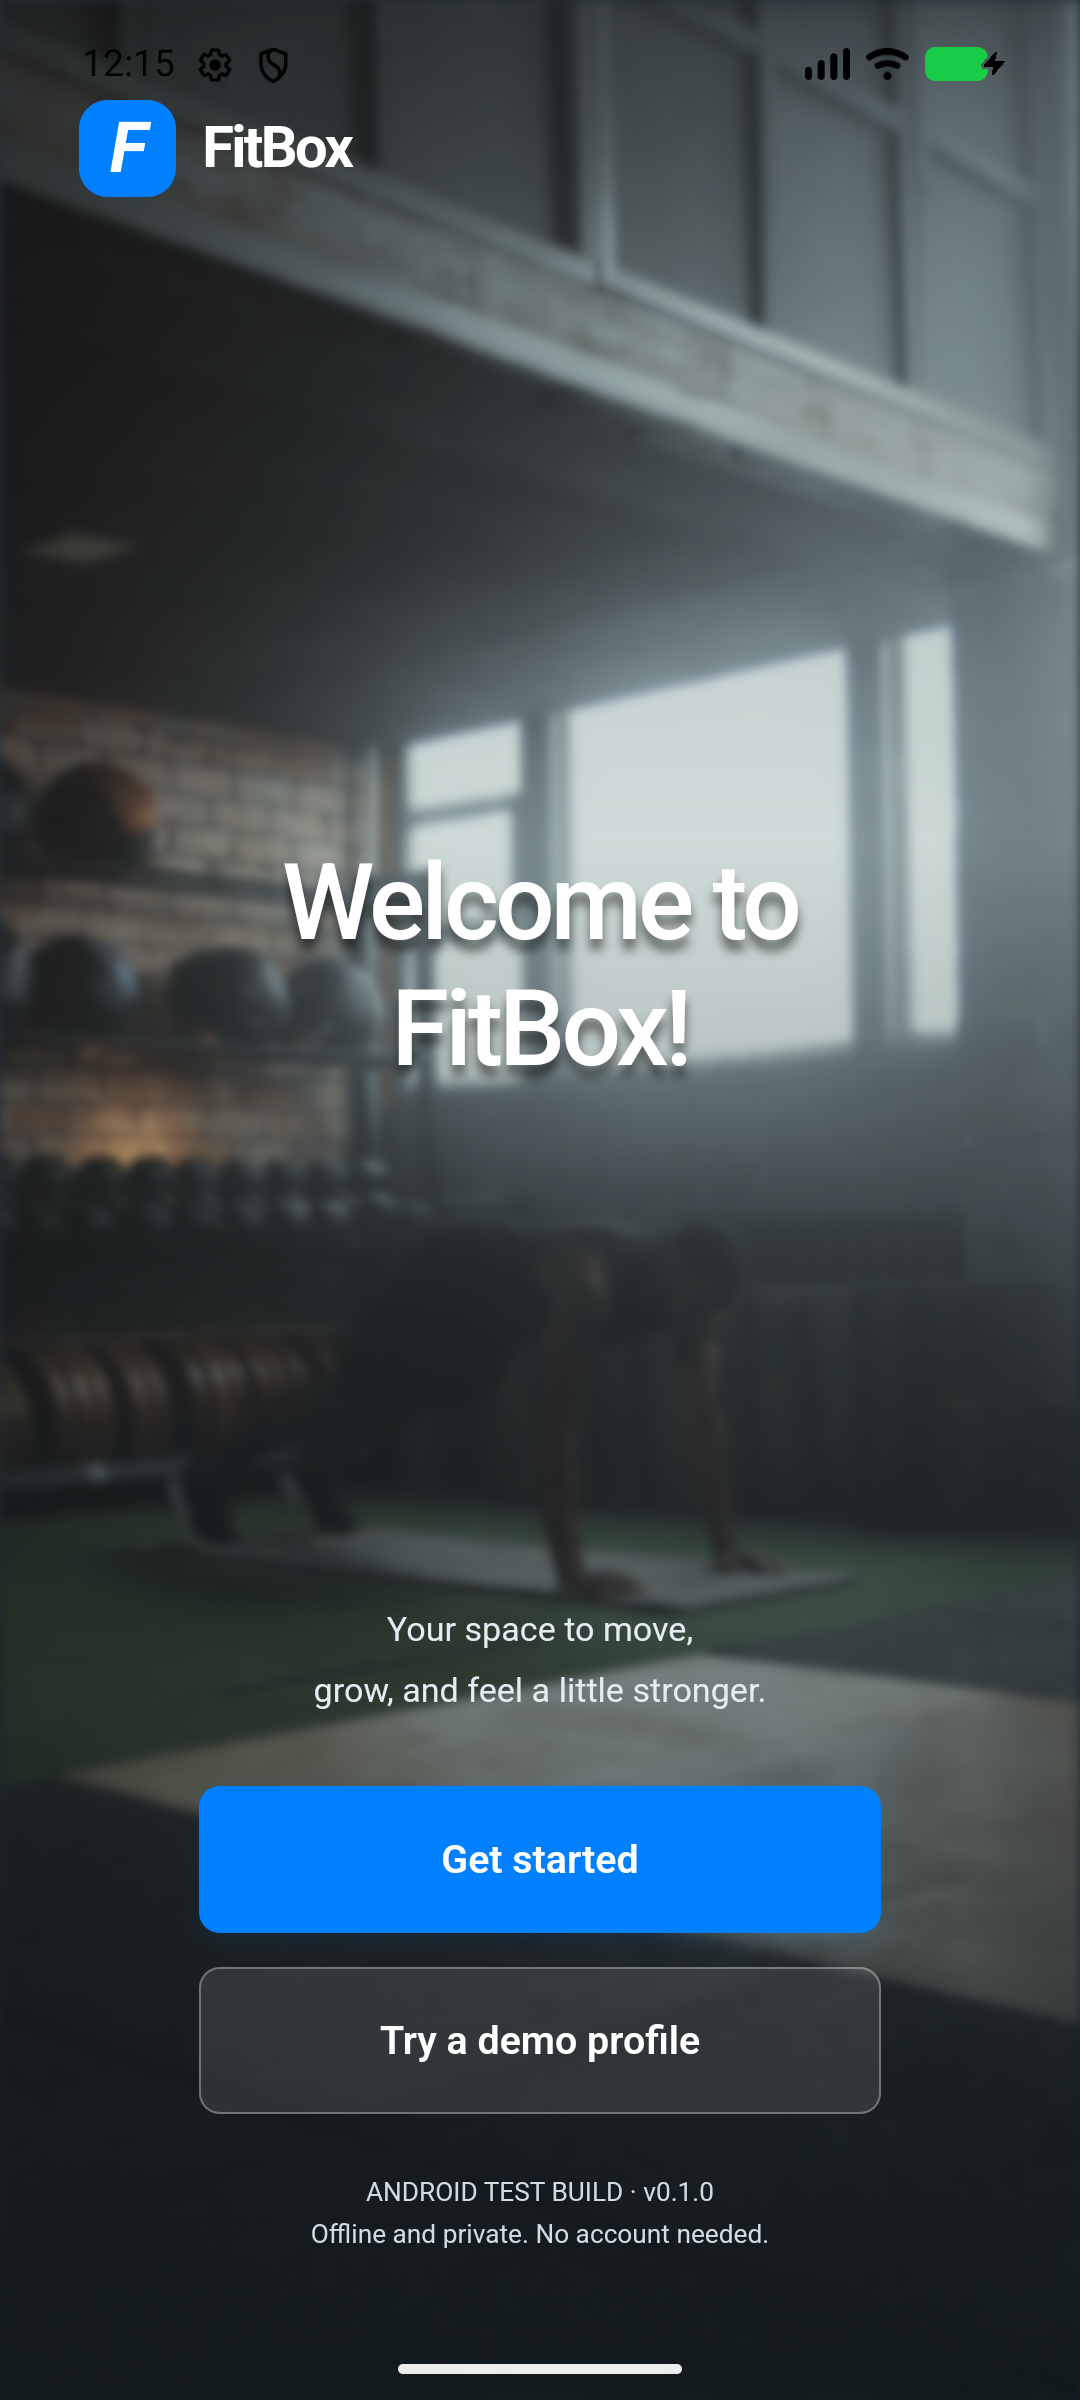 12:15
F FitBox
Welcome to
FitBox!
Your space to move,
grow, and feel a little stronger.
Get started
Try a demo profile
ANDROID TEST BUILD · v0.1.0
Offline and private. No account needed.